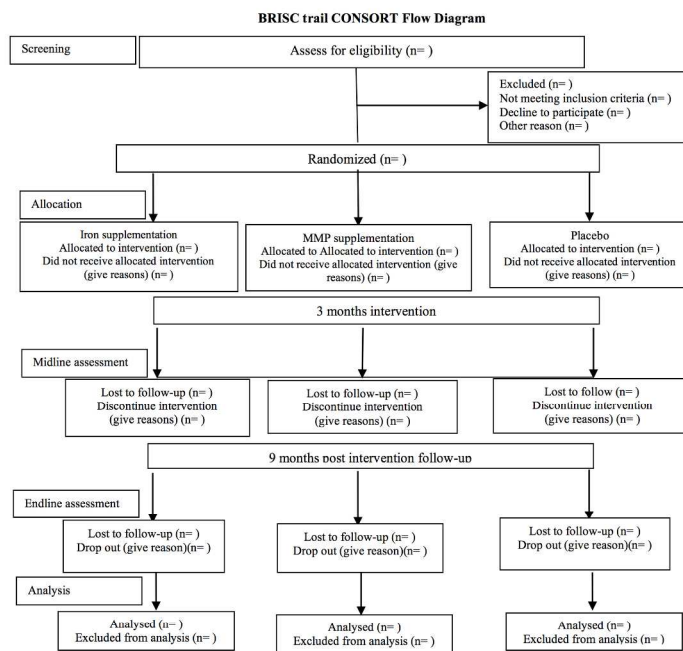 BRISC trail CONSORT Flow Diagram
Screening
Assess for eligibility (n= )
Excluded (n= )
Not meeting inclusion criteria (n= )
Decline to participate (n= )
Other reason (n= )
Randomized (n= )
Allocation
Iron supplementation
Allocated to intervention (n= )
Did not receive allocated intervention
(give reasons) (n= )
MMP supplementation
Allocated to Allocated to intervention (n= )
Did not receive allocated intervention (give
reasons) (n= )
Placebo
Allocated to intervention (n= )
Did not receive allocated intervention
(give reasons) (n= )
3 months intervention
Midline assessment
Lost to follow-up (n= )
Discontinue intervention
(give reasons) (n= )
Lost to follow-up (n= )
Discontinue intervention
(give reasons) (n= )
Lost to follow (n= )
Discontinue intervention
(give reasons) (n= )
9 months post intervention follow-up
Endline assessment
Lost to follow-up (n= )
Drop out (give reason)(n= )
Lost to follow-up (n= )
Drop out (give reason)(n= )
Lost to follow-up (n= )
Drop out (give reason)(n= )
Analysis
Analysed (n= )
Excluded from analysis (n= )
Analysed (n= )
Excluded from analysis (n= )
Analysed (n= )
Excluded from analysis (n= )